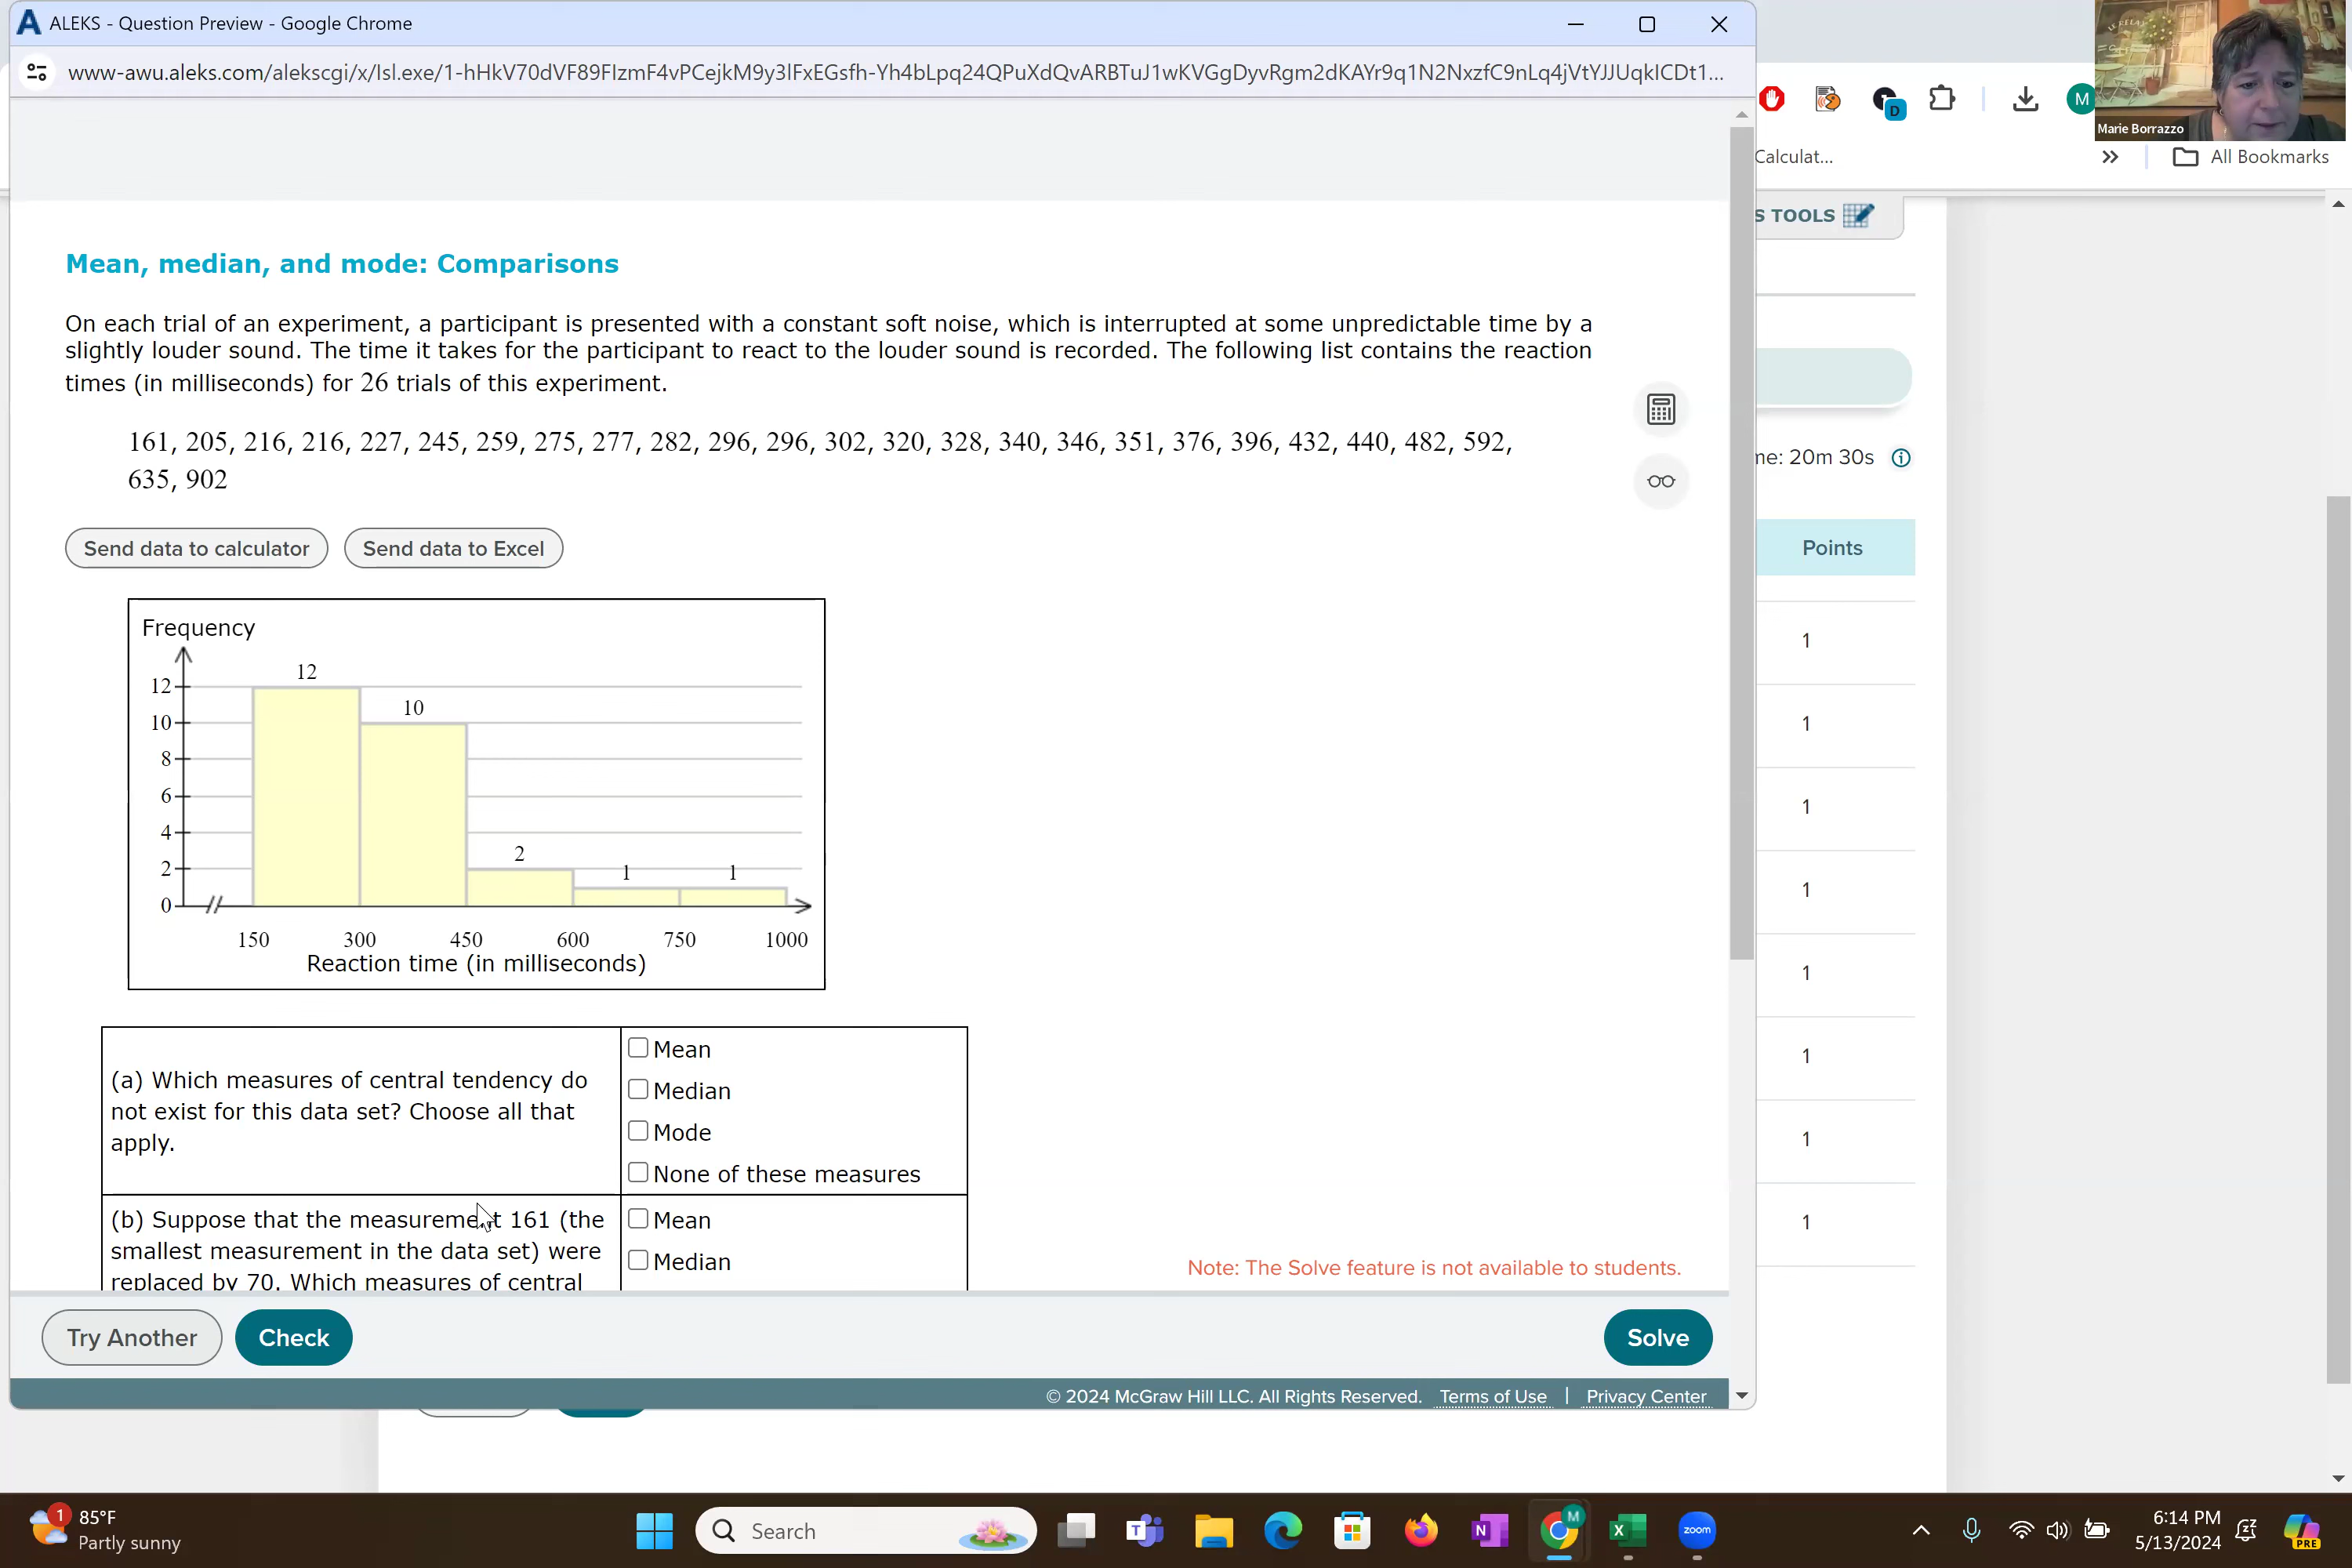 ALEKS - Question Preview - Google Chrome
www-awu.aleks.com/alekscgi/x/Isl.exe/1-hHkV70dVF89FIzmF4vPCejkM9y3lFxEGsfh-Yh4bLpq24QPuXdQvARBTuJ1wKVGgDyvRgm2dKAYr9q1N2NxzfC9nLq4jVtYJJUqkICDt1...
Marie Borrazzo
M
D
Calculat...
All Bookmarks
S TOOLS
Mean, median, and mode: Comparisons
On each trial of an experiment, a participant is presented with a constant soft noise, which is interrupted at some unpredictable time by a
slightly louder sound. The time it takes for the participant to react to the louder sound is recorded. The following list contains the reaction
times (in milliseconds) for 26 trials of this experiment.
161, 205, 216, 216, 227, 245, 259, 275, 277, 282, 296, 296, 302, 320, 328, 340, 346, 351, 376, 396, 432, 440, 482, 592,
635, 902
me: 20m 30s
Send data to calculator Send data to Excel
Points
Frequency
12
10
2
1
1
12
10
8
6
4
2
0
150 300 450 600 750 1000
Reaction time (in milliseconds)
1
1
1
1
1
1
1
1
(a) Which measures of central tendency do
not exist for this data set? Choose all that
apply.
Mean
Median
Mode
None of these measures
(b) Suppose that the measurement 161 (the
smallest measurement in the data set) were
replaced by 70. Which measures of central
Mean
Median
Note: The Solve feature is not available to students.
Try Another Check Solve
© 2024 McGraw Hill LLC. All Rights Reserved. Terms of Use | Privacy Center
1
85°F
Partly sunny
Search
T
N
M
X
zoom
6:14 PM
5/13/2024
PRE